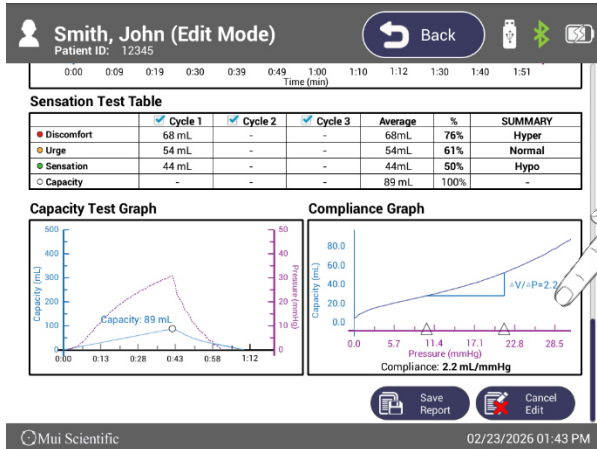 Smith, John (Edit Mode)
Patient ID: 12345
Back
0:00 0:09 0:19 0:30 0:39 0:49 1:00 1:10 1:12 1:30 1:40 1:51
Time (min)
Sensation Test Table
Cycle 1 Cycle 2 Cycle 3 Average % SUMMARY
Discomfort 68 mL - - 68mL 76% Hyper
Urge 54 mL - - 54mL 61% Normal
Sensation 44 mL - - 44mL 50% Hypo
Capacity - - - 89 mL 100% -
Capacity Test Graph
500
400
300
200
100
0
Capacity (mL)
Capacity: 89 mL
50
40
30
20
10
0
Pressure (mmHg)
0:00 0:13 0:28 0:43 0:58 1:12
Compliance Graph
80.0
60.0
40.0
20.0
0.0
Capacity (mL)
△V/△P=2.2
0.0 5.7 11.4 17.1 22.8 28.5
Pressure (mmHg)
Compliance: 2.2 mL/mmHg
Save
Report
Cancel
Edit
Mui Scientific
02/23/2026 01:43 PM